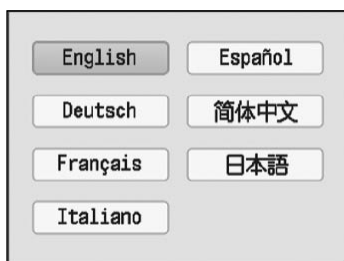 English
Español
Deutsch
简体中文
Français
日本語
Italiano